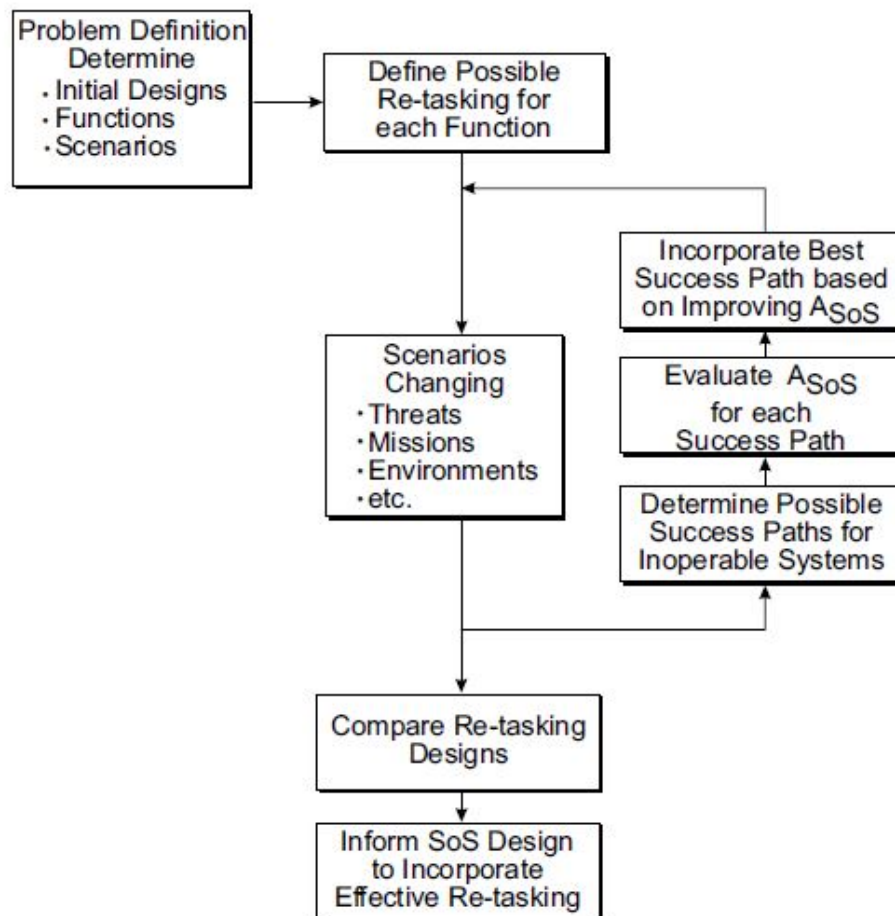 Problem Definition
Determine
· Initial Designs
· Functions
· Scenarios
Define Possible
Re-tasking for
each Function
Incorporate Best
Success Path based
on Improving ASoS
Scenarios
Changing
· Threats
· Missions
· Environments
· etc.
Evaluate ASoS
for each
Success Path
Determine Possible
Success Paths for
Inoperable Systems
Compare Re-tasking
Designs
Inform SoS Design
to Incorporate
Effective Re-tasking